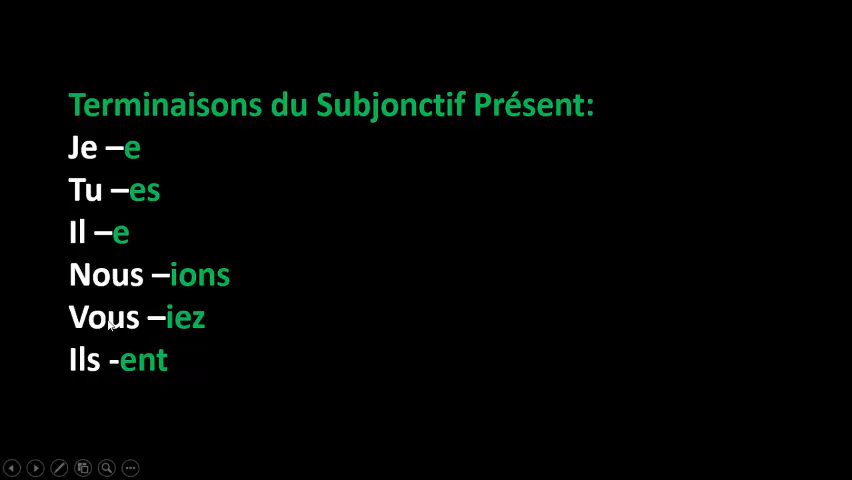 Terminaisons du Subjonctif Présent:
Je –e
Tu –es
Il –e
Nous –ions
Vous –iez
Ils -ent